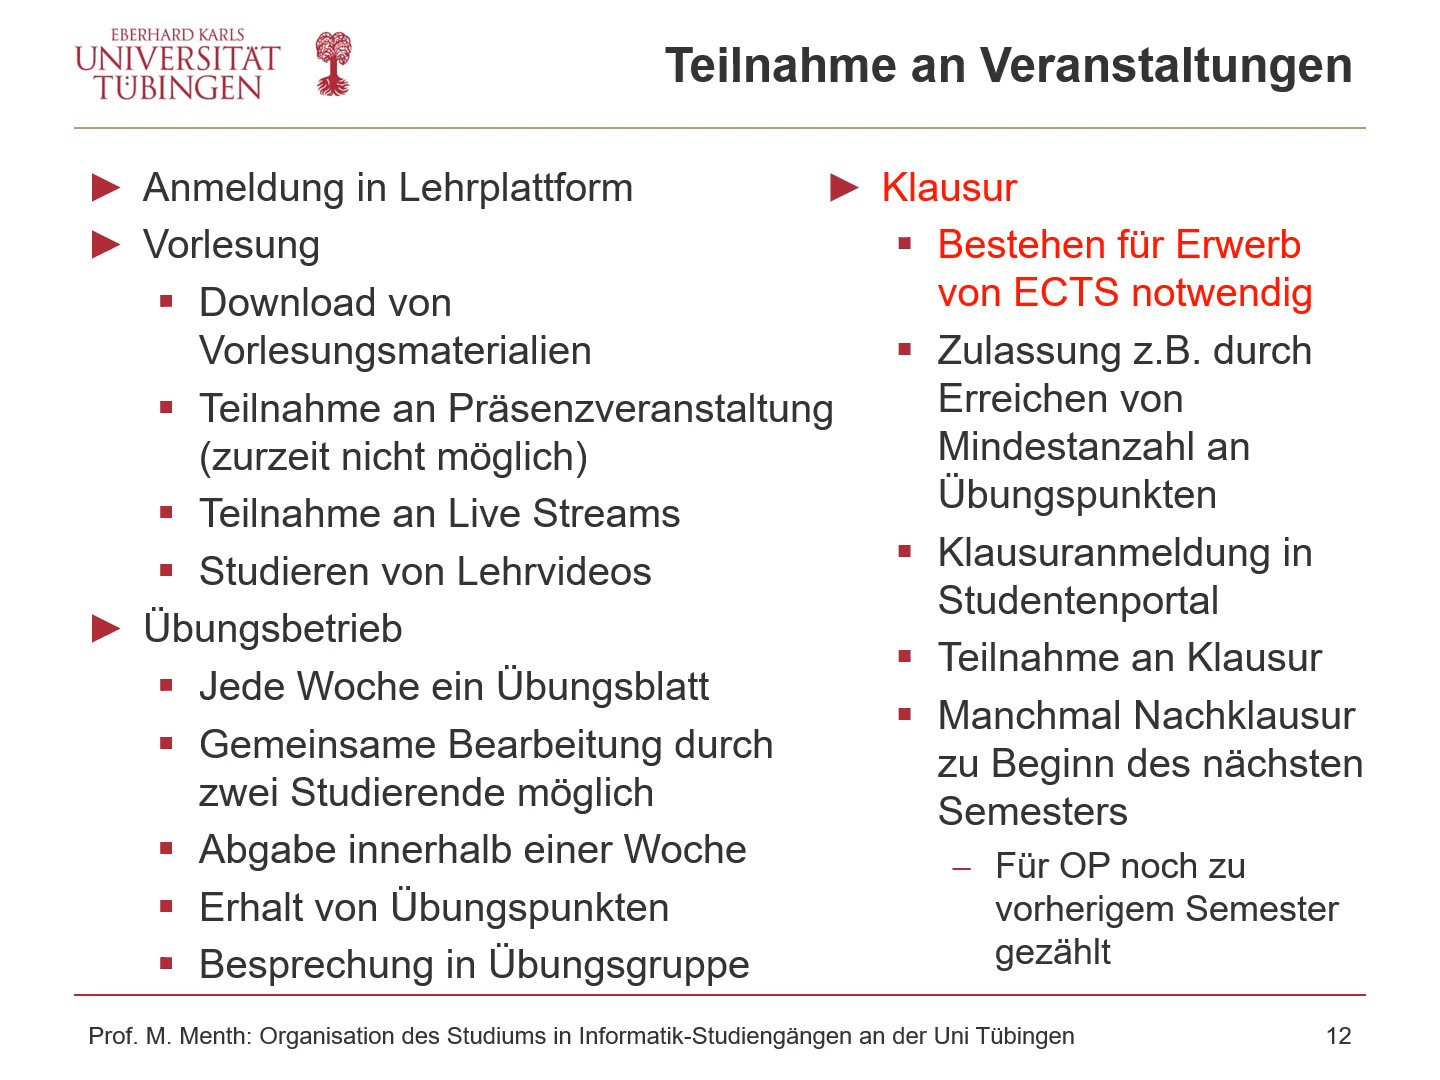 EBERHARD KARLS
UNIVERSITÄT
TÜBINGEN
Teilnahme an Veranstaltungen
Anmeldung in Lehrplattform
Vorlesung
Download von
Vorlesungsmaterialien
Teilnahme an Präsenzveranstaltung
(zurzeit nicht möglich)
Teilnahme an Live Streams
Studieren von Lehrvideos
Übungsbetrieb
Jede Woche ein Übungsblatt
Gemeinsame Bearbeitung durch
zwei Studierende möglich
Abgabe innerhalb einer Woche
Erhalt von Übungspunkten
Besprechung in Übungsgruppe
Klausur
Bestehen für Erwerb
von ECTS notwendig
Zulassung z.B. durch
Erreichen von
Mindestanzahl an
Übungspunkten
Klausuranmeldung in
Studentenportal
Teilnahme an Klausur
Manchmal Nachklausur
zu Beginn des nächsten
Semesters
– Für OP noch zu
vorherigem Semester
gezählt
Prof. M. Menth: Organisation des Studiums in Informatik-Studiengängen an der Uni Tübingen
12